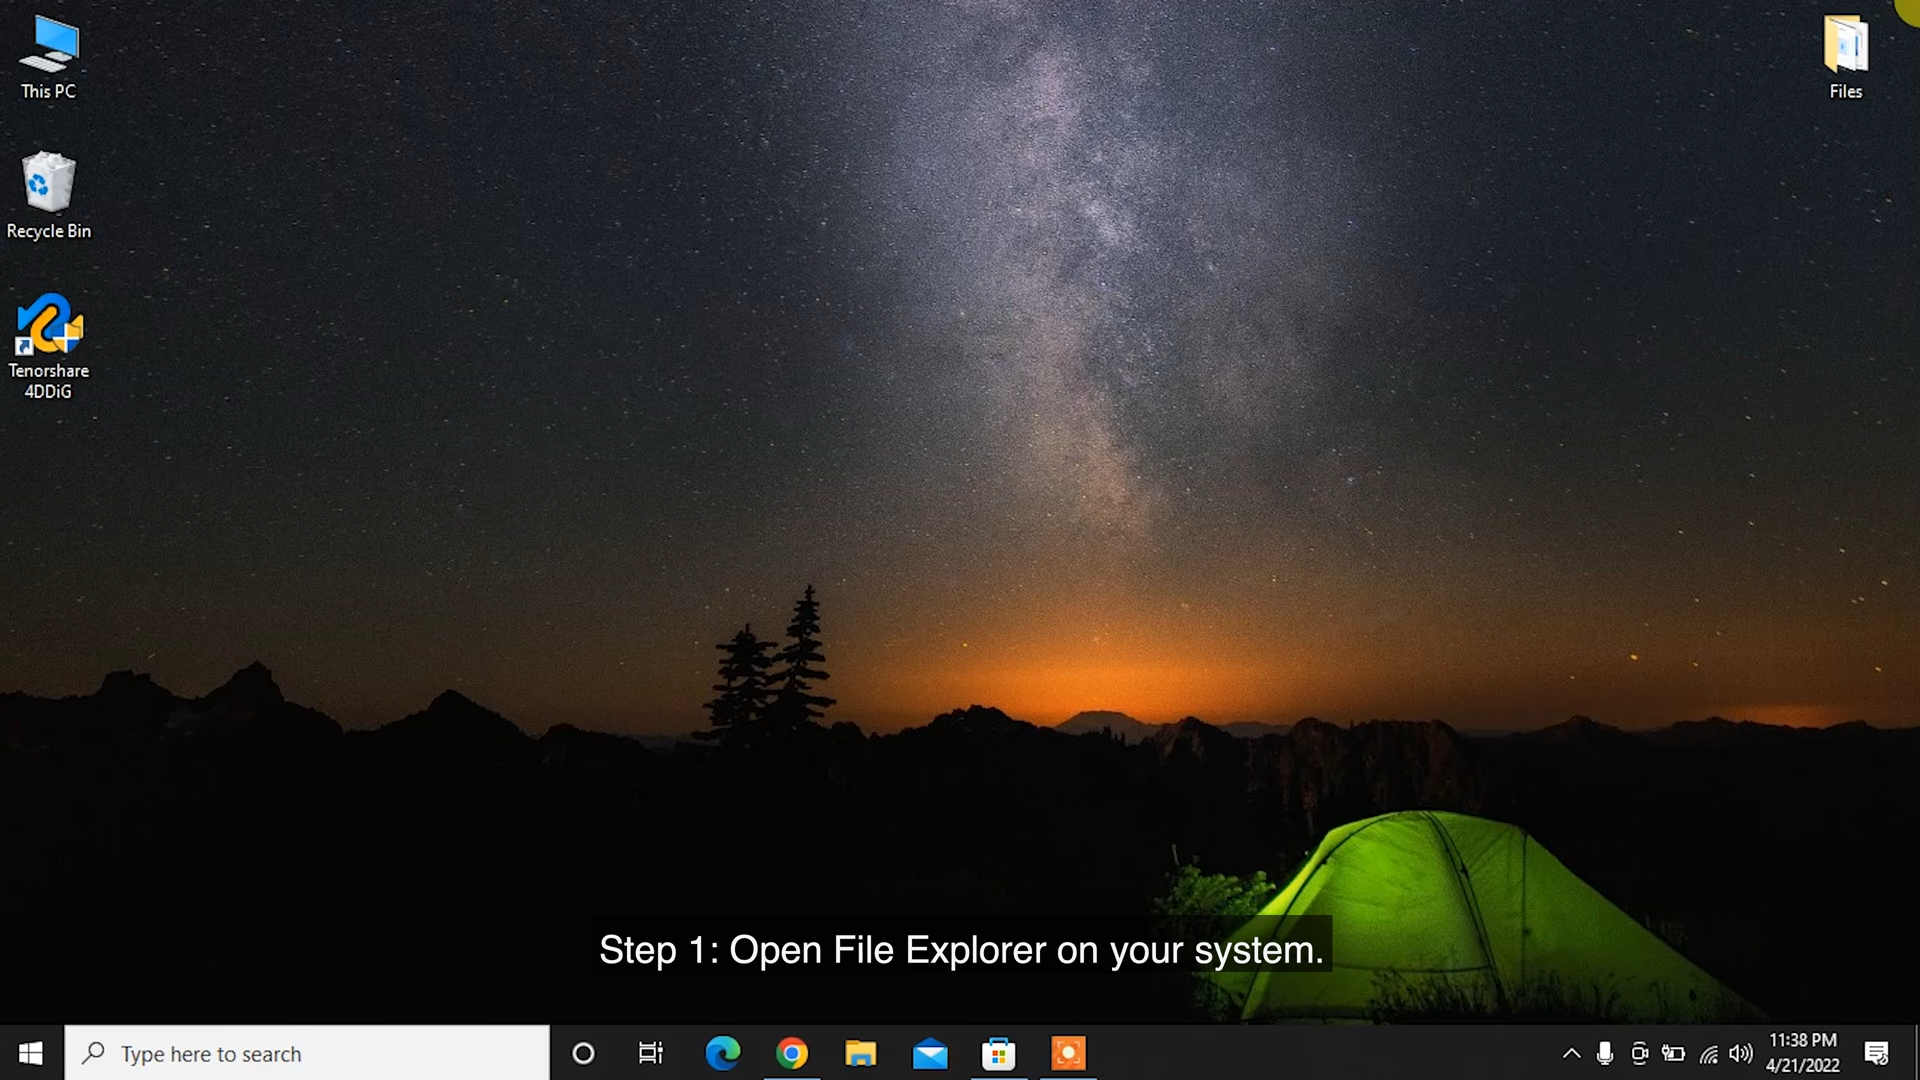 This PC
Files
Recycle Bin
Tenorshare
4DDiG
Step 1: Open File Explorer on your system.
Type here to search
11:38 PM
4/21/2022